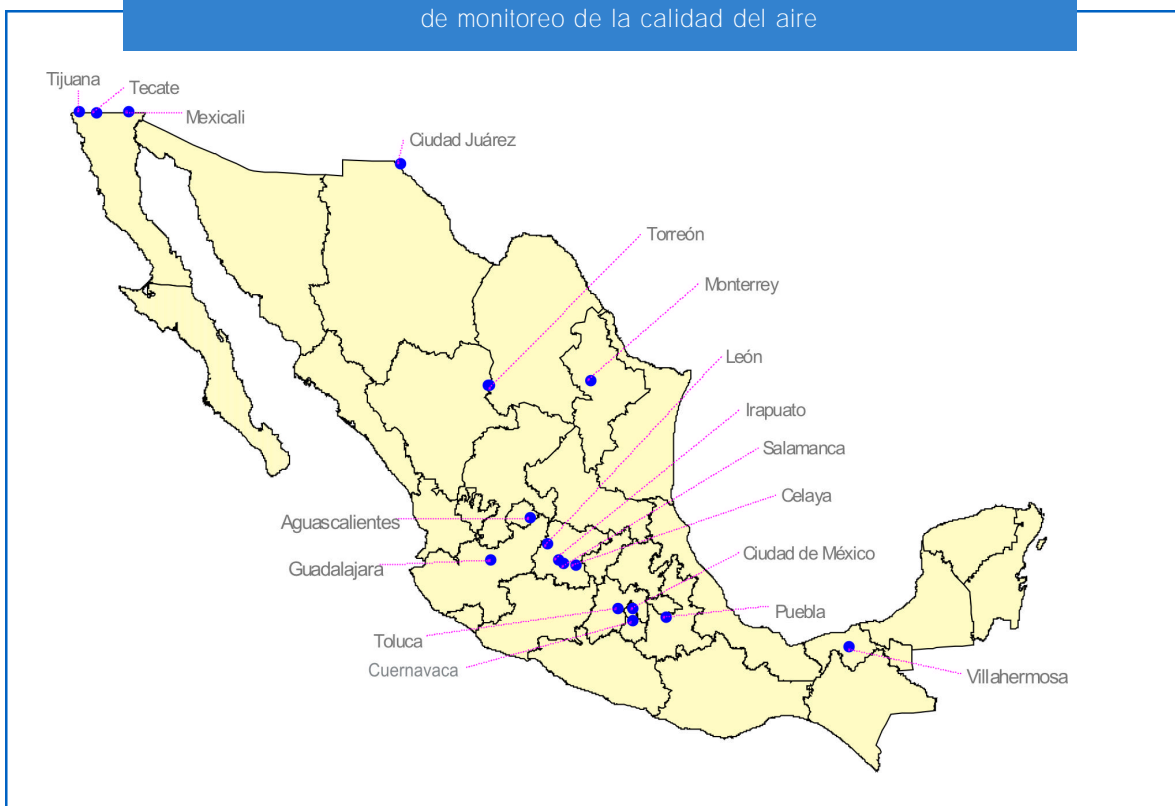 de monitoreo de la calidad del aire
Tijuana
Tecate
Mexicali
Ciudad Juárez
Torreón
Monterrey
León
Irapuato
Salamanca
Celaya
Aguascalientes
Ciudad de México
Guadalajara
Puebla
Toluca
Cuernavaca
Villahermosa